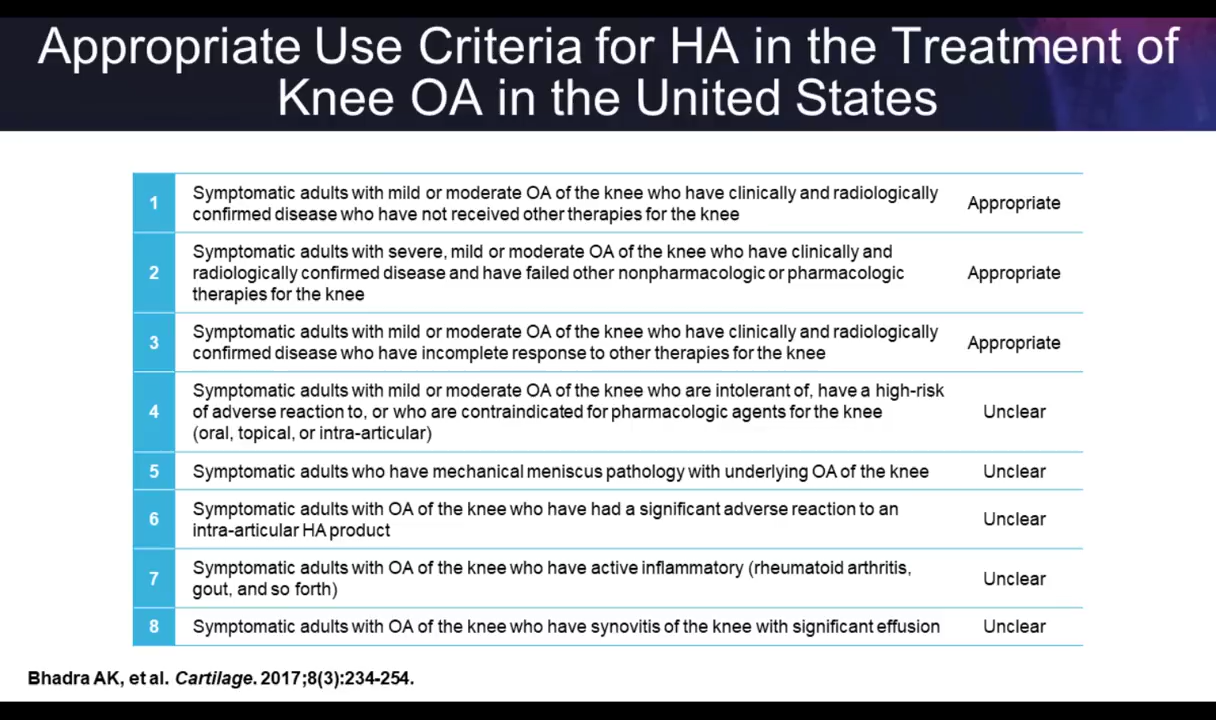 Appropriate Use Criteria for HA in the Treatment of
Knee OA in the United States
1
Symptomatic adults with mild or moderate OA of the knee who have clinically and radiologically
confirmed disease who have not received other therapies for the knee
Appropriate
2
Symptomatic adults with severe, mild or moderate OA of the knee who have clinically and
radiologically confirmed disease and have failed other nonpharmacologic or pharmacologic
therapies for the knee
Appropriate
3
Symptomatic adults with mild or moderate OA of the knee who have clinically and radiologically
confirmed disease who have incomplete response to other therapies for the knee
Appropriate
4
Symptomatic adults with mild or moderate OA of the knee who are intolerant of, have a high-risk
of adverse reaction to, or who are contraindicated for pharmacologic agents for the knee
(oral, topical, or intra-articular)
Unclear
5
Symptomatic adults who have mechanical meniscus pathology with underlying OA of the knee
Unclear
6
Symptomatic adults with OA of the knee who have had a significant adverse reaction to an
intra-articular HA product
Unclear
7
Symptomatic adults with OA of the knee who have active inflammatory (rheumatoid arthritis,
gout, and so forth)
Unclear
8
Symptomatic adults with OA of the knee who have synovitis of the knee with significant effusion
Unclear
Bhadra AK, et al. Cartilage. 2017;8(3):234-254.